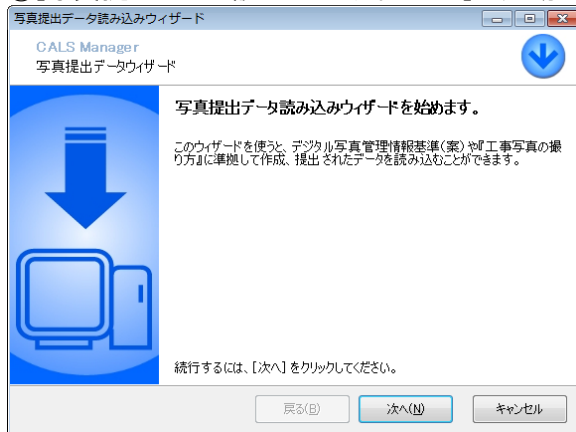 写真提出データ読み込みウィザード
CALS Manager
写真提出データウィザード
写真提出データ読み込みウィザードを始めます。
このウィザードを使うと、デジタル写真管理情報基準(案)や『工事写真の撮
り方』に準拠して作成、提出されたデータを読み込むことができます。
続行するには、[次へ]をクリックしてください。
戻る(B)
次へ(N)
キャンセル